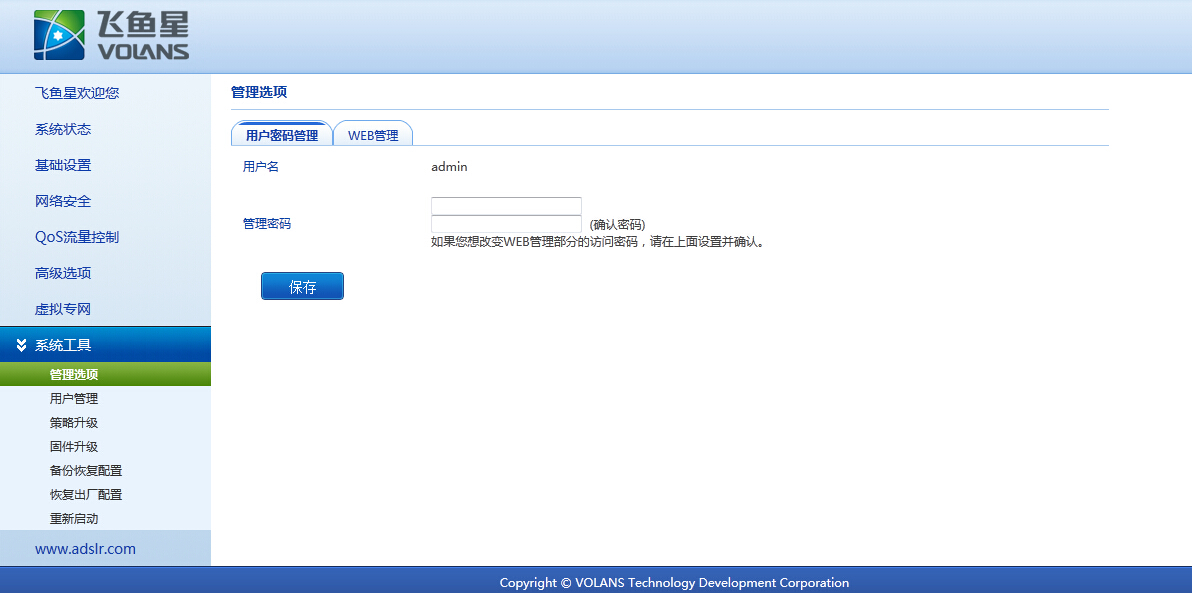 飞鱼星
VOLANS
飞鱼星欢迎您
系统状态
基础设置
网络安全
QoS流量控制
高级选项
虚拟专网
系统工具
管理选项
用户管理
策略升级
固件升级
备份恢复配置
恢复出厂配置
重新启动
www.adslr.com
管理选项
用户密码管理 WEB管理
用户名 admin
管理密码 (确认密码)
如果您想改变WEB管理部分的访问密码，请在上面设置并确认。
保存
Copyright © VOLANS Technology Development Corporation